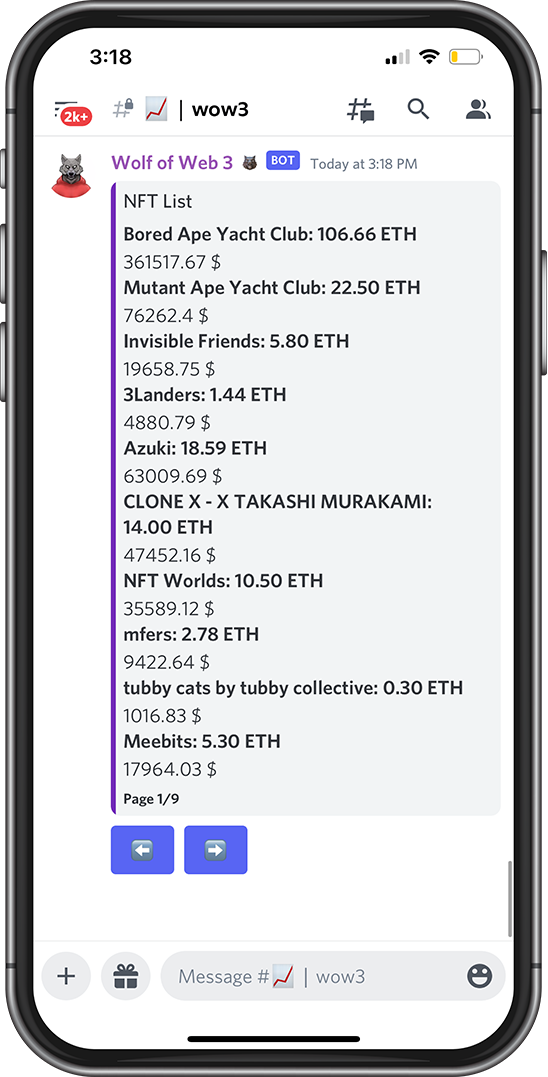 3:18
2k+
| wow3
Wolf of Web 3 BOT Today at 3:18 PM
NFT List
Bored Ape Yacht Club: 106.66 ETH
361517.67 $
Mutant Ape Yacht Club: 22.50 ETH
76262.4 $
Invisible Friends: 5.80 ETH
19658.75 $
3Landers: 1.44 ETH
4880.79 $
Azuki: 18.59 ETH
63009.69 $
CLONE X - X TAKASHI MURAKAMI:
14.00 ETH
47452.16 $
NFT Worlds: 10.50 ETH
35589.12 $
mfers: 2.78 ETH
9422.64 $
tubby cats by tubby collective: 0.30 ETH
1016.83 $
Meebits: 5.30 ETH
17964.03 $
Page 1/9
Message #📈 | wow3